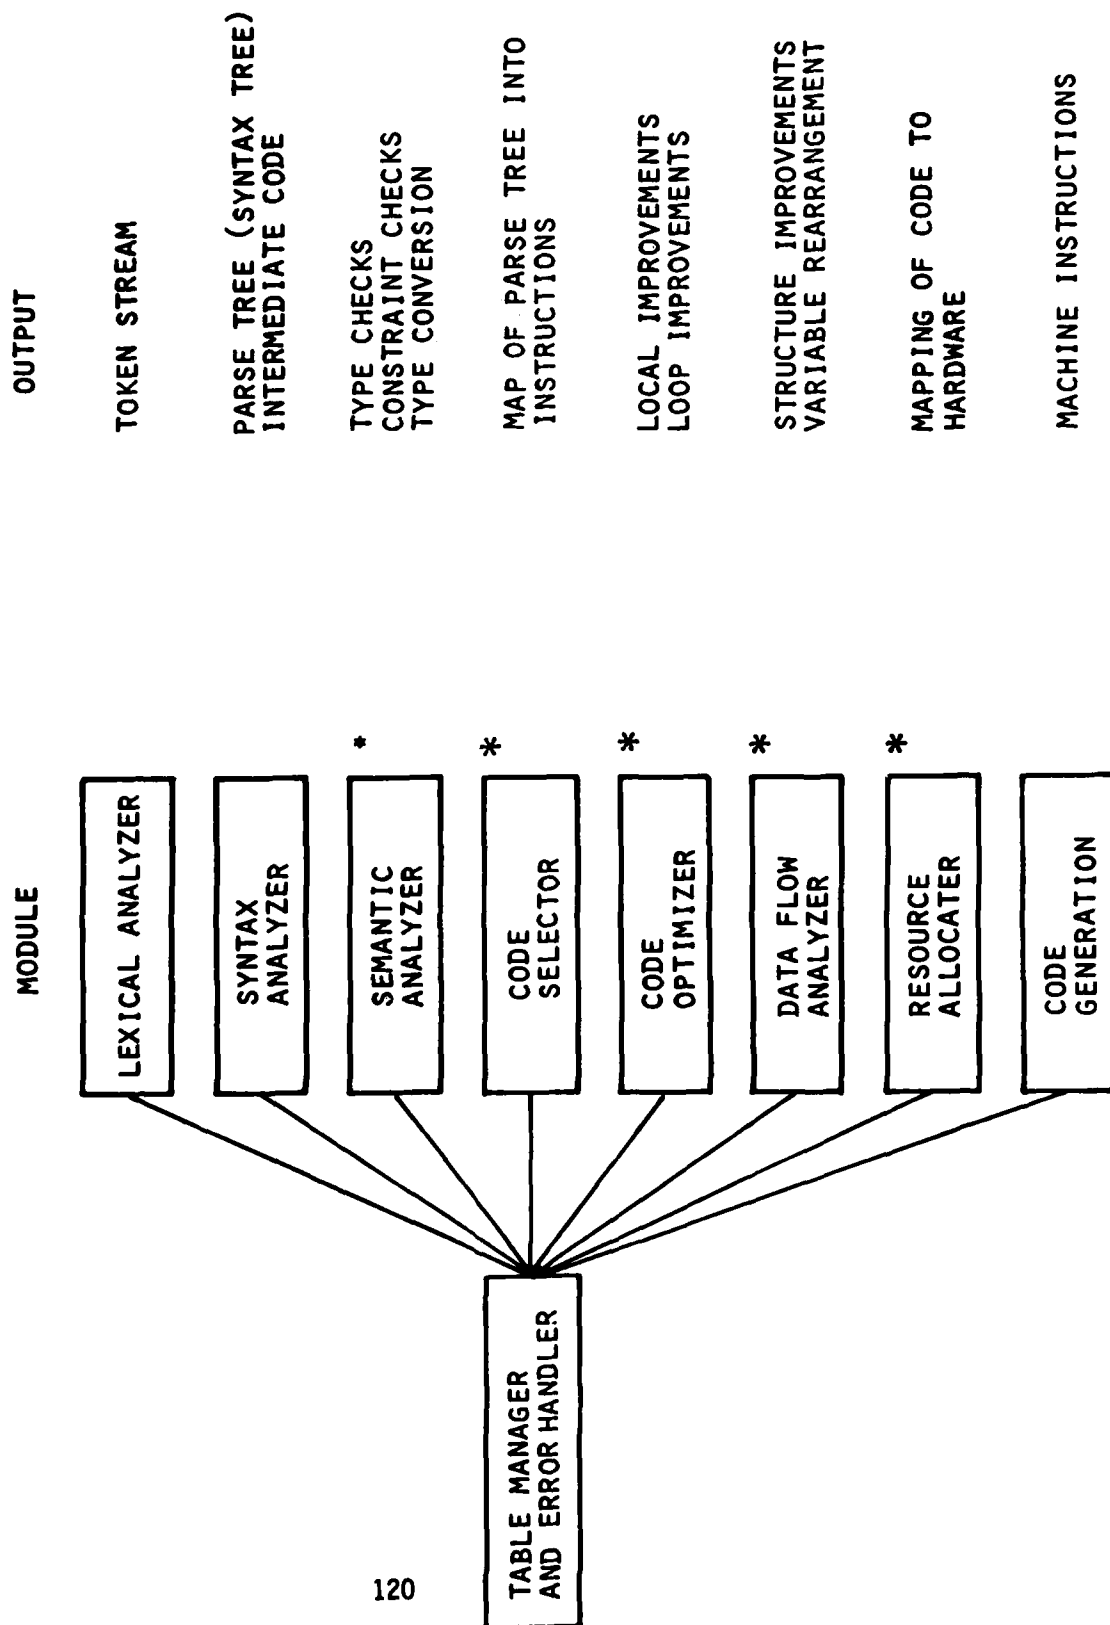 MODULE
OUTPUT
LEXICAL ANALYZER
TOKEN STREAM
SYNTAX
ANALYZER
PARSE TREE (SYNTAX TREE)
INTERMEDIATE CODE
SEMANTIC
ANALYZER
*
TYPE CHECKS
CONSTRAINT CHECKS
TYPE CONVERSION
TABLE MANAGER
AND ERROR HANDLER
CODE
SELECTOR
*
MAP OF PARSE TREE INTO
INSTRUCTIONS
CODE
OPTIMIZER
*
LOCAL IMPROVEMENTS
LOOP IMPROVEMENTS
DATA FLOW
ANALYZER
*
STRUCTURE IMPROVEMENTS
VARIABLE REARRANGEMENT
RESOURCE
ALLOCATER
*
MAPPING OF CODE TO
HARDWARE
CODE
GENERATION
MACHINE INSTRUCTIONS
120